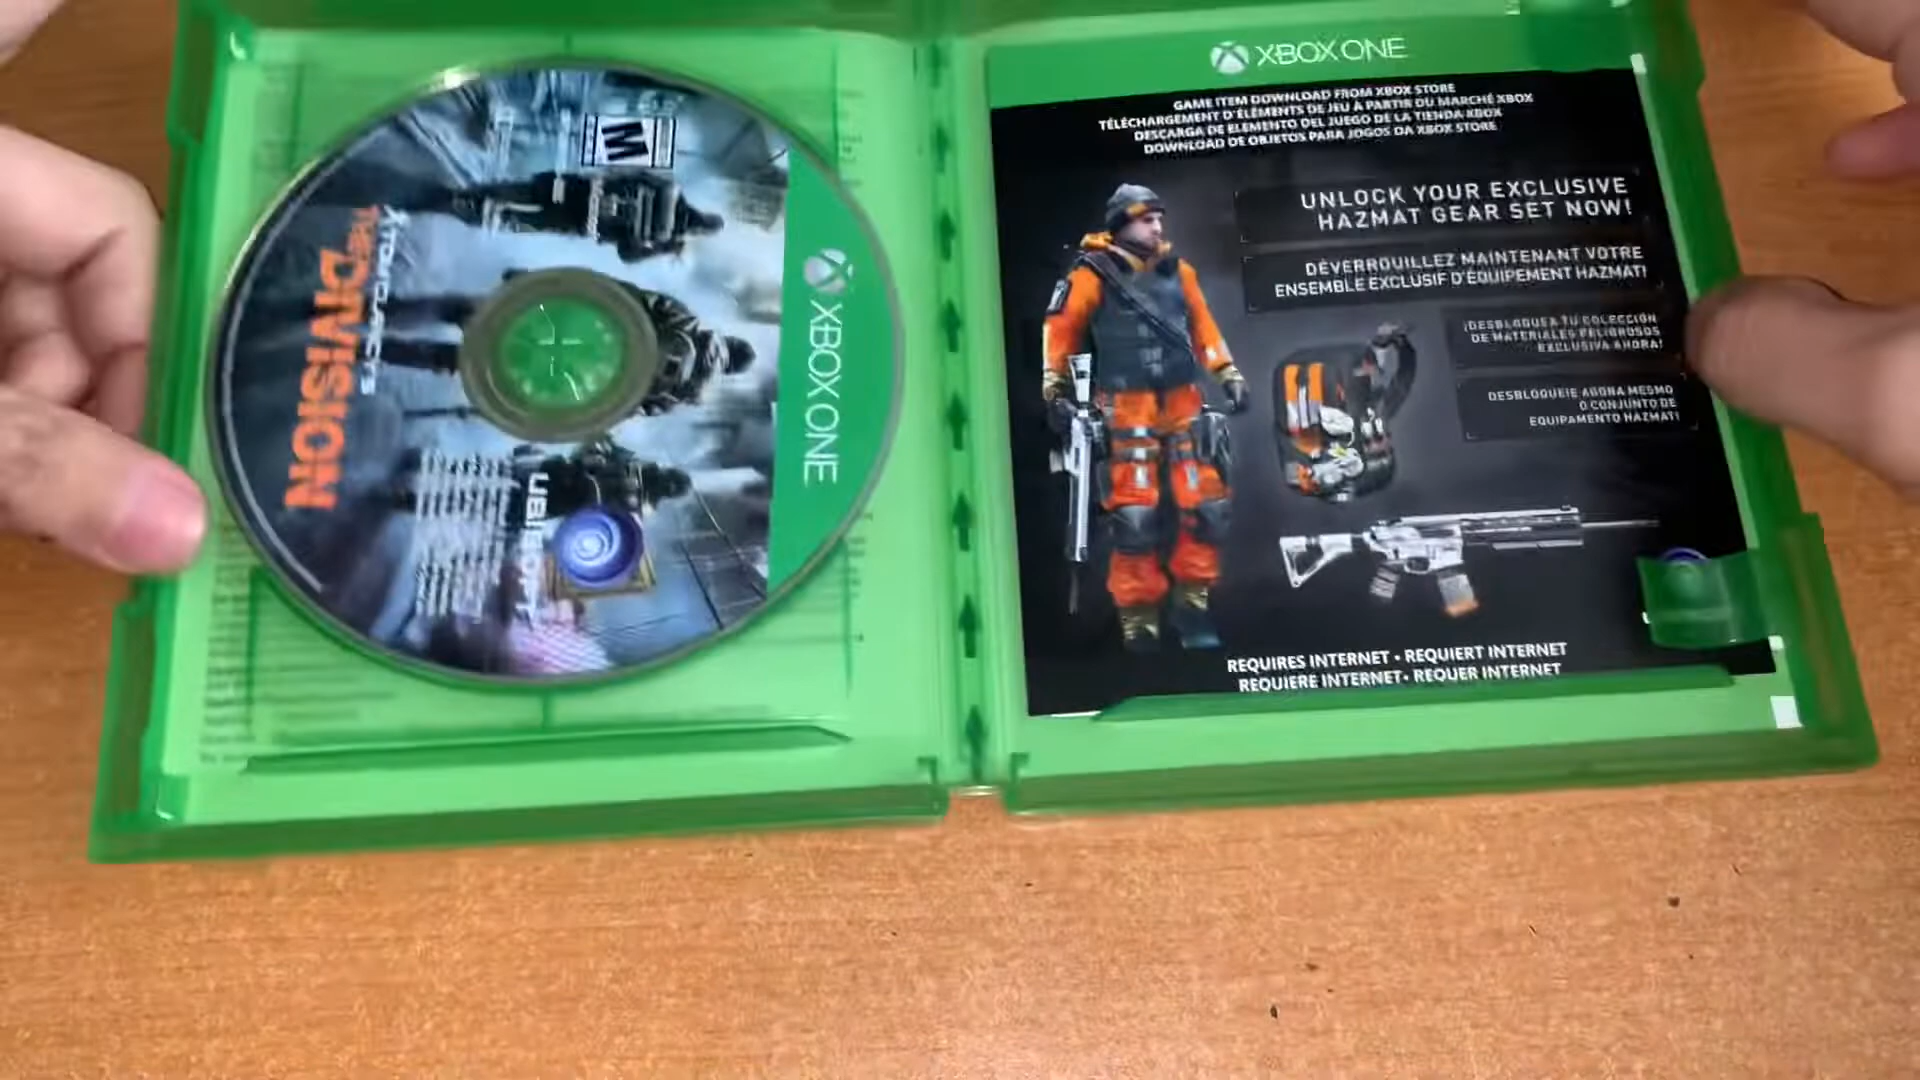 TOM CLANCY'S
THE DIVISION
M
UBISOFT
XBOX ONE
XBOX ONE
GAME ITEM DOWNLOAD FROM XBOX STORE
TÉLÉCHARGEMENT D'ÉLÉMENTS DE JEU À PARTIR DU MARCHÉ XBOX
DESCARGA DE ELEMENTO DEL JUEGO DE LA TIENDA XBOX
DOWNLOAD DE OBJETOS PARA JOGOS DA XBOX STORE
UNLOCK YOUR EXCLUSIVE
HAZMAT GEAR SET NOW!
DÉVERROUILLEZ MAINTENANT VOTRE
ENSEMBLE EXCLUSIF D'ÉQUIPEMENT HAZMAT!
¡DESBLOQUEA TU COLECCIÓN
DE MATERIALES PELIGROSOS
EXCLUSIVA AHORA!
DESBLOQUEIE AGORA MESMO
O CONJUNTO DE
EQUIPAMENTO HAZMAT!
REQUIRES INTERNET • REQUIERT INTERNET
REQUIERE INTERNET• REQUER INTERNET